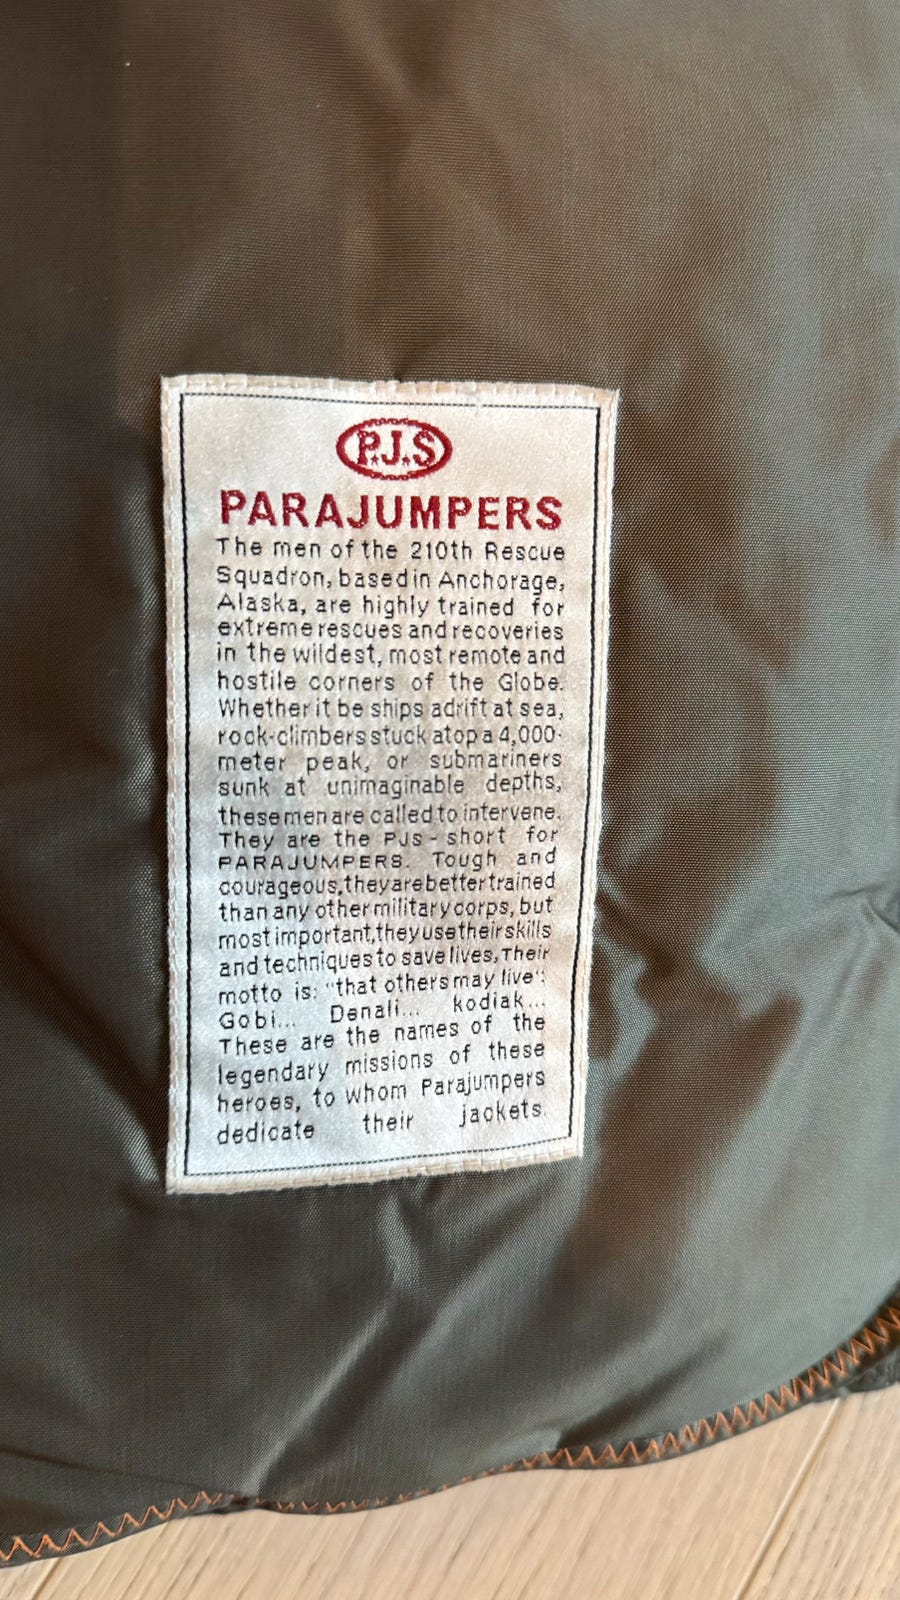 P.J.S
PARAJUMPERS
The men of the 210th Rescue
Squadron, based in Anchorage,
Alaska, are highly trained for
extreme rescues and recoveries
in the wildest, most remote and
hostile corners of the Globe.
Whether it be ships adrift at sea,
rock-climbers stuck atop a 4,000-
meter peak, or submariners
sunk at unimaginable depths,
these men are called to intervene.
They are the PJs - short for
PARAJUMPERS. Tough and
courageous, they are better trained
than any other military corps, but
most important, they use their skills
and techniques to save lives, Their
motto is: "that others may live":
Gobi... Denali... kodiak...
These are the names of the
legendary missions of these
heroes, to whom Parajumpers
dedicate their jackets.